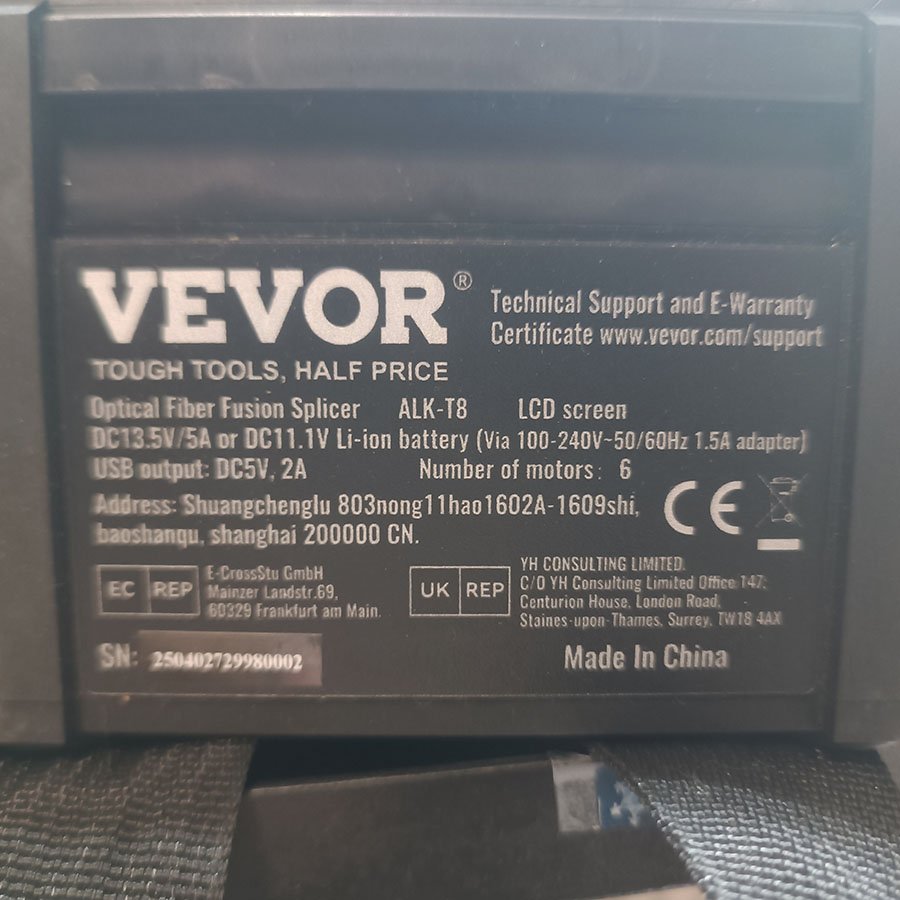 VEVOR®
TOUGH TOOLS, HALF PRICE
Technical Support and E-Warranty
Certificate www.vevor.com/support
Optical Fiber Fusion Splicer ALK-T8 LCD screen
DC13.5V/5A or DC11.1V Li-ion battery (Via 100-240V~50/60Hz 1.5A adapter)
USB output: DC5V, 2A Number of motors: 6
Address: Shuangchenglu 803nong11hao1602A-1609shi,
baoshanqu, shanghai 200000 CN.
CE
EC REP
E-CrossStu GmbH
Mainzer Landstr.69,
60329 Frankfurt am Main.
UK REP
YH CONSULTING LIMITED.
C/O YH Consulting Limited Office 147,
Centurion House, London Road,
Staines-upon-Thames, Surrey, TW18 4AX
SN: 250402729980002
Made In China